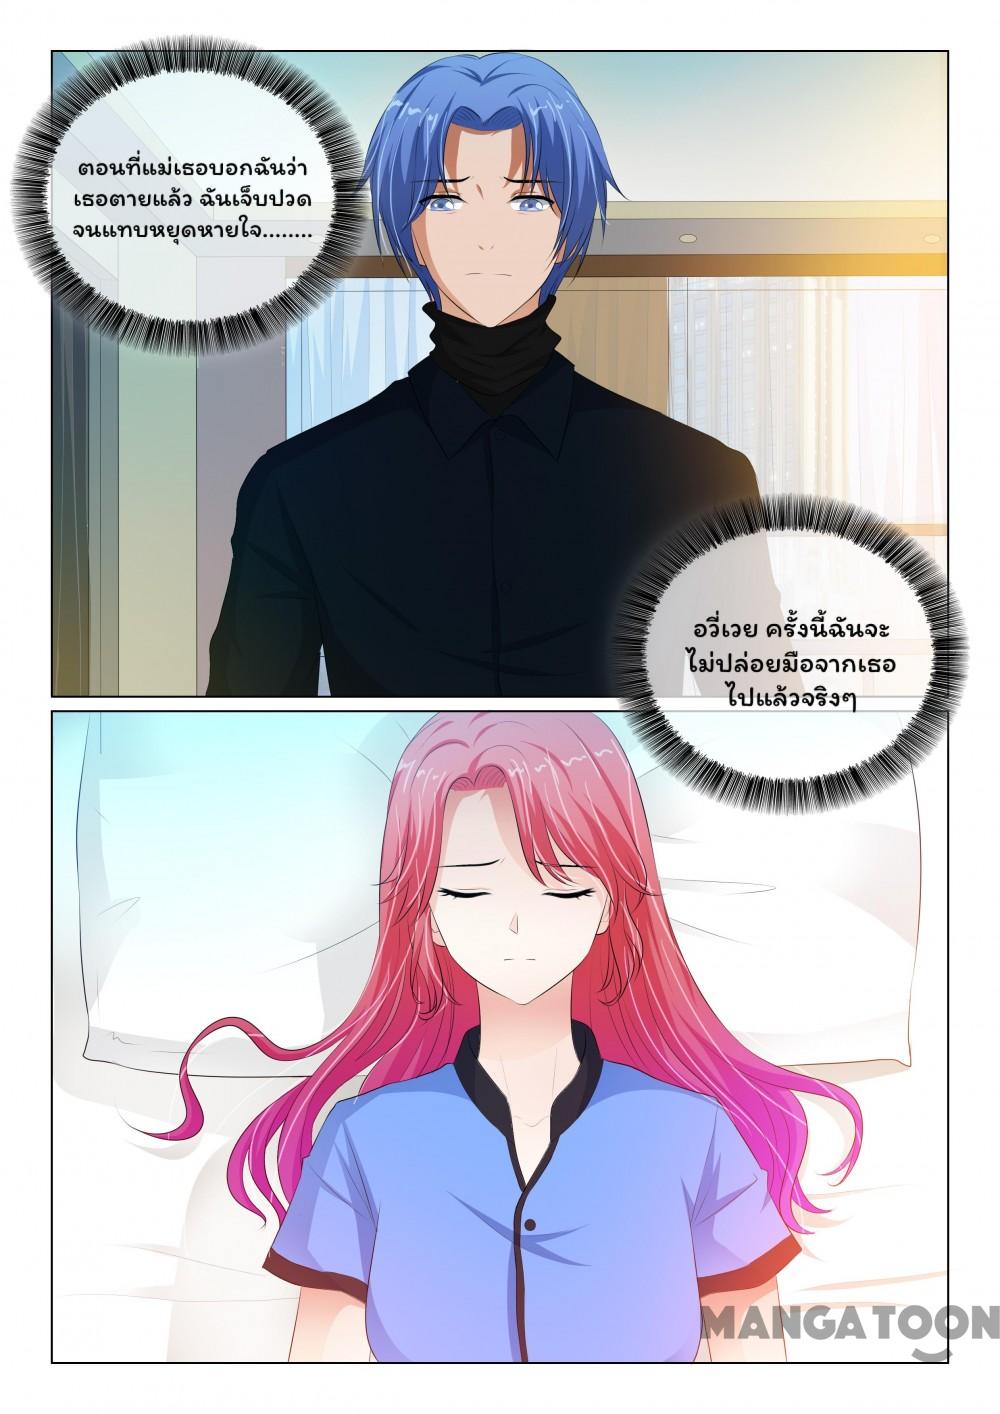 ตอนที่แม่เธอบอกฉันว่า
เธอตายแล้ว ฉันเจ็บปวด
จนแทบหยุดหายใจ........
อวี่เวย ครั้งนี้ฉันจะ
ไม่ปล่อยมือจากเธอ
ไปแล้วจริงๆ
MANGATOON